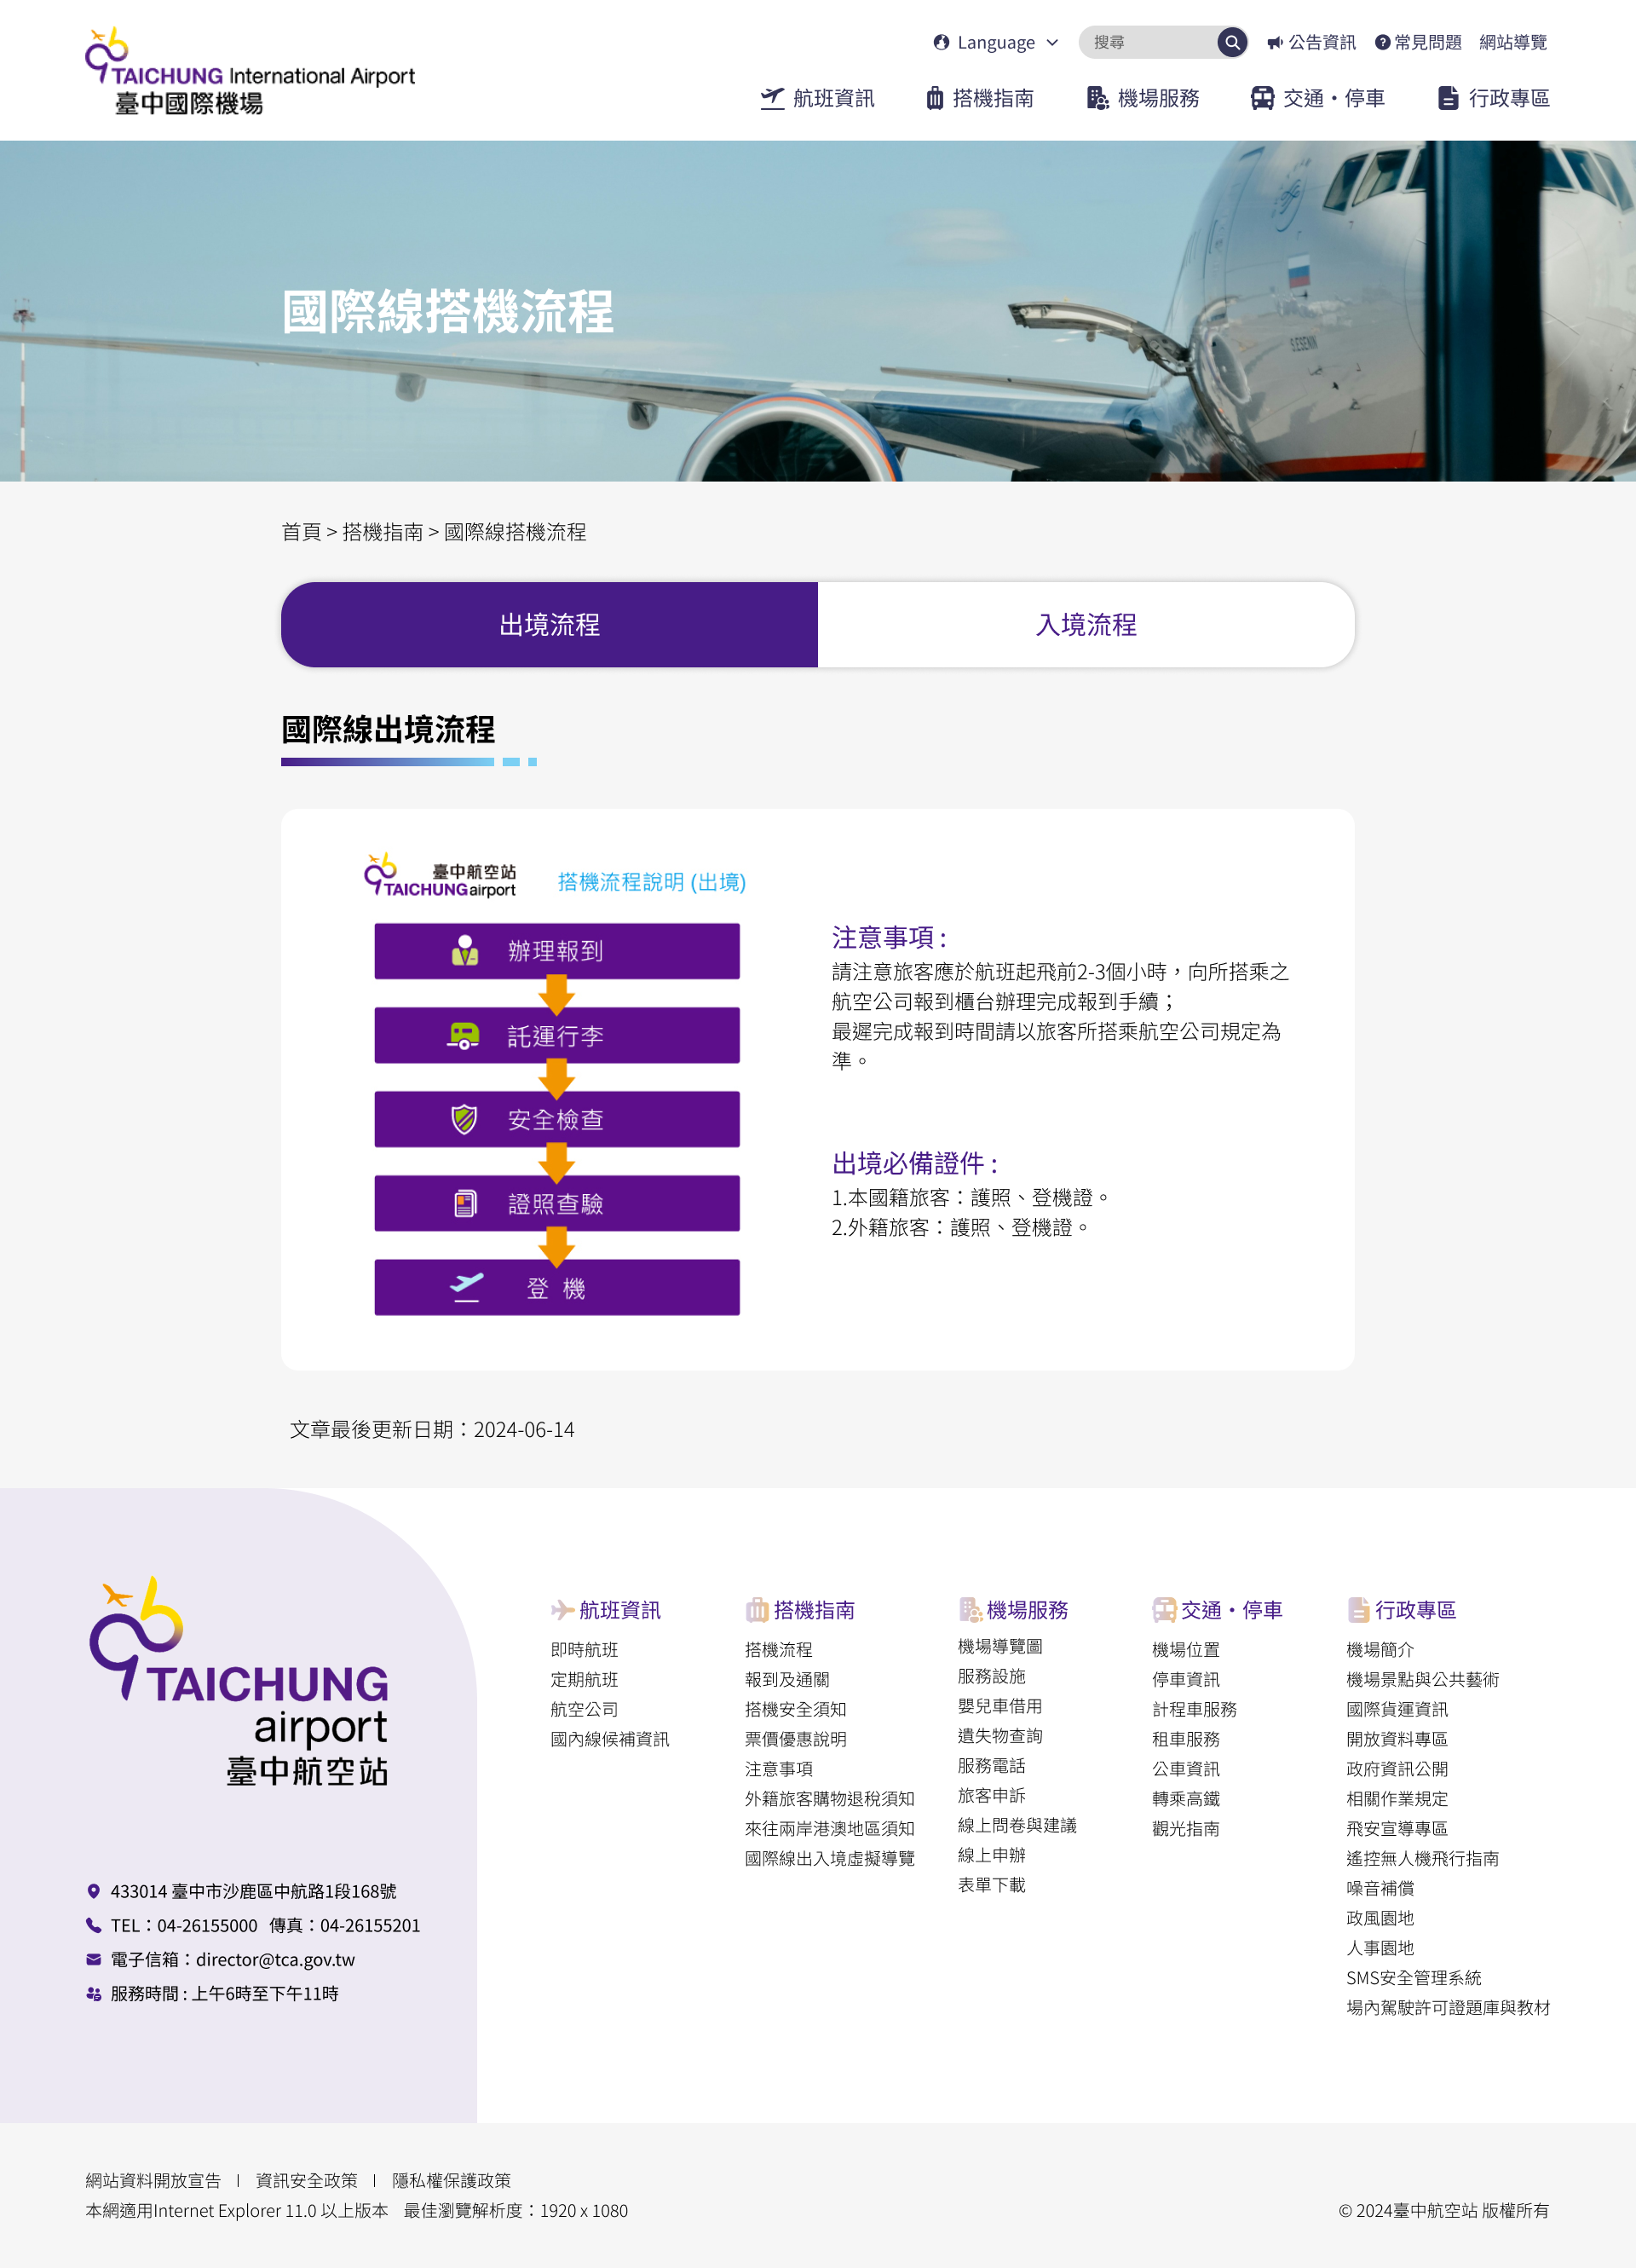 TAICHUNG International Airport
臺中國際機場
Language
搜尋
公告資訊
常見問題
網站導覽
航班資訊
搭機指南
機場服務
交通・停車
行政專區
國際線搭機流程
首頁 > 搭機指南 > 國際線搭機流程
出境流程
入境流程
國際線出境流程
臺中航空站
TAICHUNG airport
搭機流程說明 (出境)
辦理報到
託運行李
安全檢查
證照查驗
登 機
注意事項 :
請注意旅客應於航班起飛前2-3個小時，向所搭乘之
航空公司報到櫃台辦理完成報到手續；
最遲完成報到時間請以旅客所搭乘航空公司規定為
準。
出境必備證件 :
1.本國籍旅客：護照、登機證。
2.外籍旅客：護照、登機證。
文章最後更新日期：2024-06-14
TAICHUNG
airport
臺中航空站
433014 臺中市沙鹿區中航路1段168號
TEL：04-26155000 傳真：04-26155201
電子信箱：director@tca.gov.tw
服務時間 : 上午6時至下午11時
航班資訊
即時航班
定期航班
航空公司
國內線候補資訊
搭機指南
搭機流程
報到及通關
搭機安全須知
票價優惠說明
注意事項
外籍旅客購物退稅須知
來往兩岸港澳地區須知
國際線出入境虛擬導覽
機場服務
機場導覽圖
服務設施
嬰兒車借用
遺失物查詢
服務電話
旅客申訴
線上問卷與建議
線上申辦
表單下載
交通・停車
機場位置
停車資訊
計程車服務
租車服務
公車資訊
轉乘高鐵
觀光指南
行政專區
機場簡介
機場景點與公共藝術
國際貨運資訊
開放資料專區
政府資訊公開
相關作業規定
飛安宣導專區
遙控無人機飛行指南
噪音補償
政風園地
人事園地
SMS安全管理系統
場內駕駛許可證題庫與教材
網站資料開放宣告 | 資訊安全政策 | 隱私權保護政策
本網適用Internet Explorer 11.0 以上版本 最佳瀏覽解析度：1920 x 1080
© 2024臺中航空站 版權所有